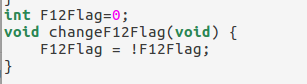 int F12Flag=0;
void changeF12Flag(void) {
    F12Flag = !F12Flag;
}